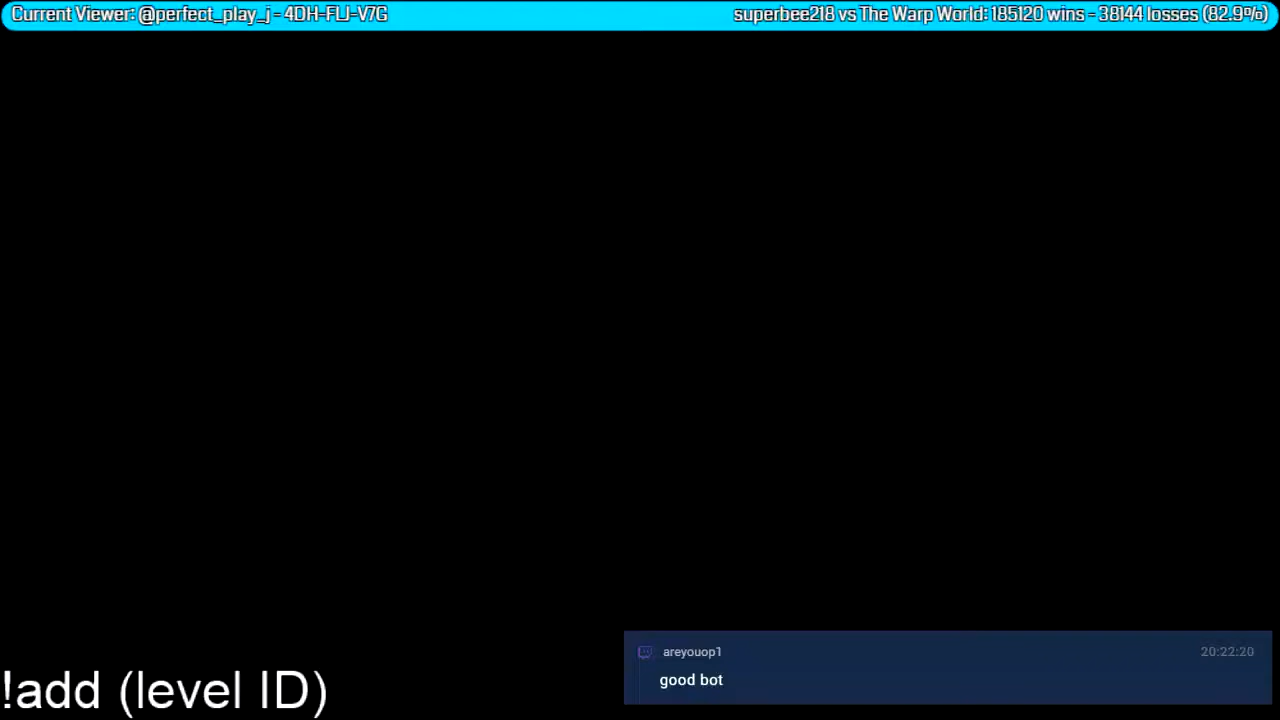 Current Viewer: @perfect_play_j - 4DH-FLJ-V7G
superbee218 vs The Warp World: 185120 wins - 38144 losses (82.9%)
areyouop1
20:22:20
good bot
!add (level ID)